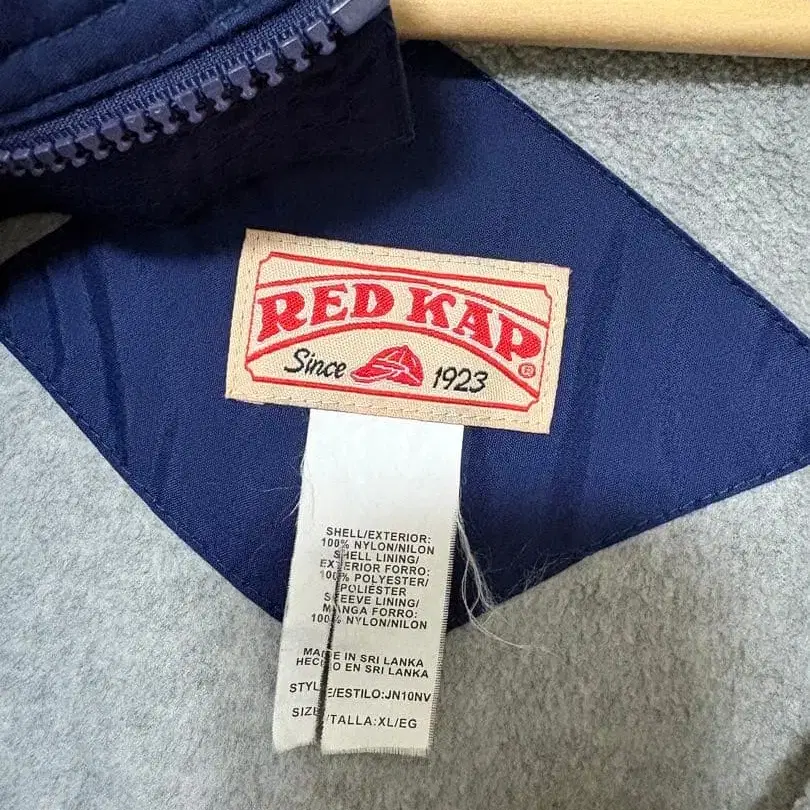 RED KAP®
Since 1923
SHELL/EXTERIOR:
100% NYLON/NILON
SHELL LINING/
EXTERIOR FORRO:
100% POLYESTER/
POLIÉSTER
SLEEVE LINING/
MANGA FORRO:
100% NYLON/NILON
MADE IN SRI LANKA
HECHO EN SRI LANKA
STYLE/ESTILO:JN10NV
SIZE/TALLA:XL/EG